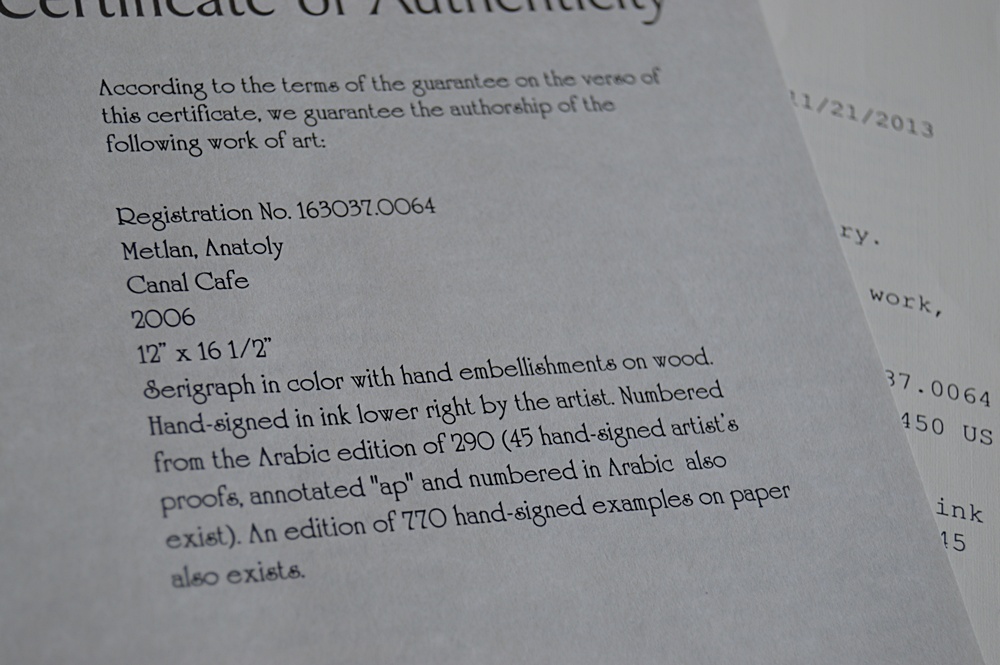 Certificate of Authenticity
According to the terms of the guarantee on the verso of
this certificate, we guarantee the authorship of the
following work of art:
Registration No. 163037.0064
Metlan, Anatoly
Canal Cafe
2006
12" x 16 1/2"
Serigraph in color with hand embellishments on wood.
Hand-signed in ink lower right by the artist. Numbered
from the Arabic edition of 290 (45 hand-signed artist's
proofs, annotated "ap" and numbered in Arabic also
exist). An edition of 770 hand-signed examples on paper
also exists.
11/21/2013
ry.
work,
37.0064
450 US
ink
45